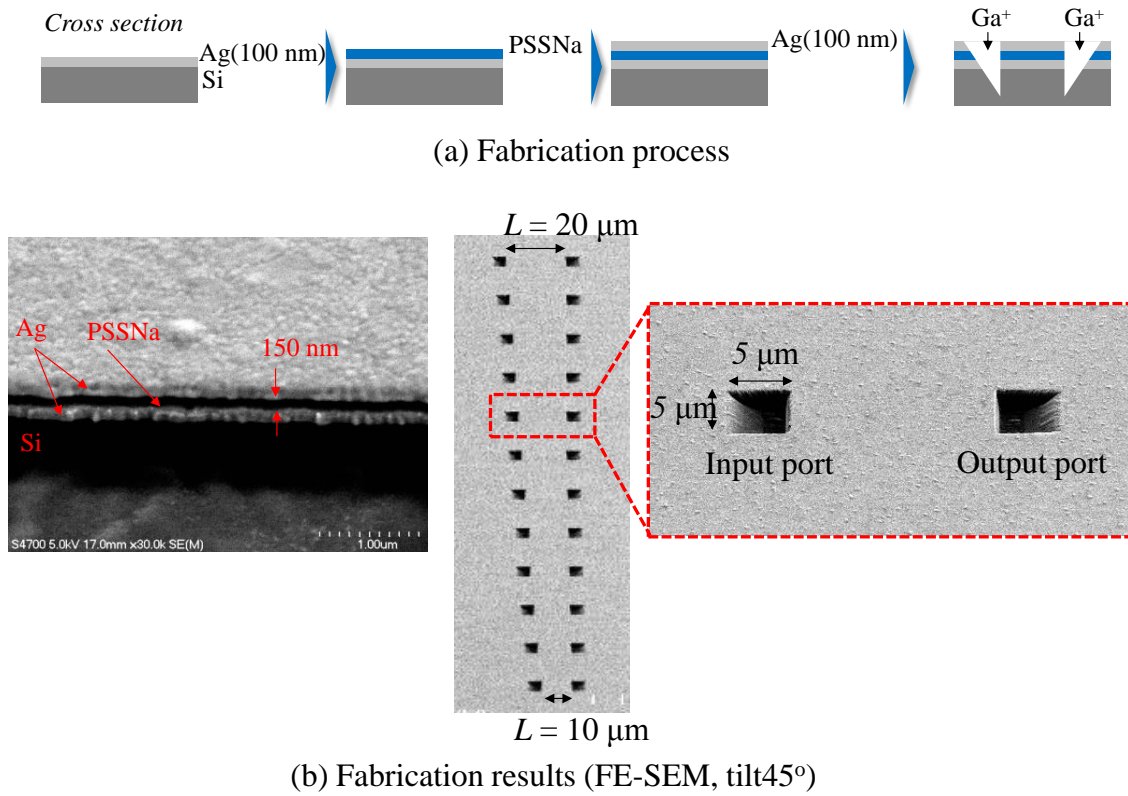 Cross section
Ag(100 nm)
Si
PSSNa
Ag(100 nm)
Ga⁺ Ga⁺
(a) Fabrication process
L = 20 μm
Ag PSSNa
150 nm
Si
S4700 5.0kV 17.0mm x30.0k SE(M) 1.00um
5 μm
5 μm
Input port Output port
L = 10 μm
(b) Fabrication results (FE-SEM, tilt45°)